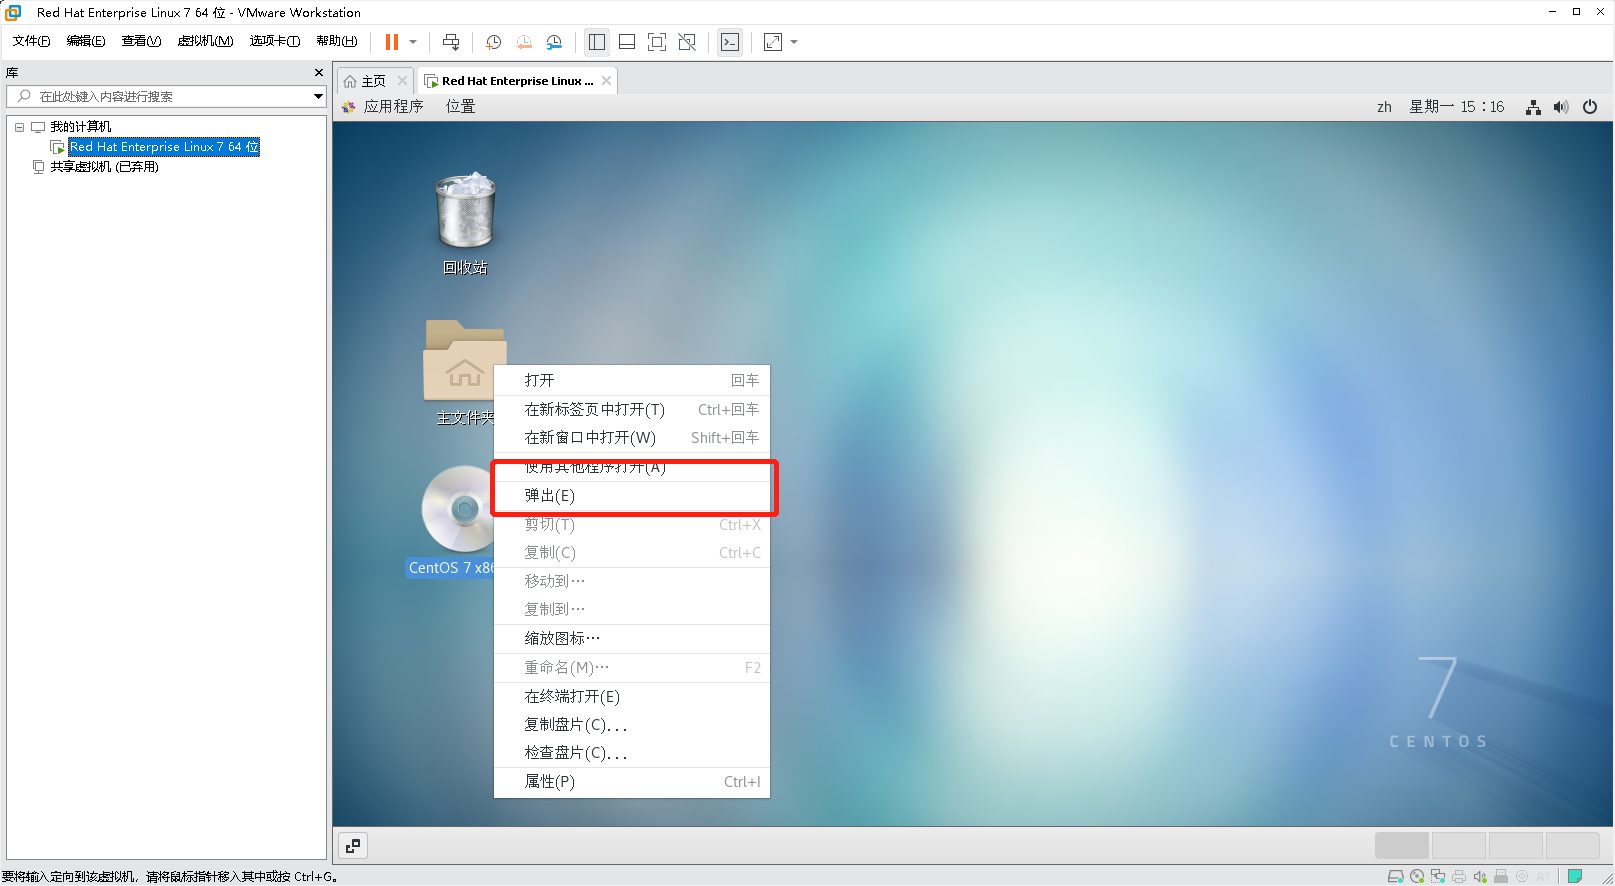 Red Hat Enterprise Linux 7 64 位 - VMware Workstation
文件(F) 编辑(E) 查看(V) 虚拟机(M) 选项卡(T) 帮助(H)
库
在此处键入内容进行搜索
我的计算机
Red Hat Enterprise Linux 7 64 位
共享虚拟机 (已弃用)
主页
Red Hat Enterprise Linux ...
应用程序 位置
zh 星期一 15:16
回收站
主文件夹
CentOS 7 x86
打开 回车
在新标签页中打开(T) Ctrl+回车
在新窗口中打开(W) Shift+回车
使用其他程序打开(A)
弹出(E)
剪切(T) Ctrl+X
复制(C) Ctrl+C
移动到…
复制到…
缩放图标…
重命名(M)… F2
在终端打开(E)
复制盘片(C)...
检查盘片(C)...
属性(P) Ctrl+I
7
CENTOS
要将输入定向到该虚拟机，请将鼠标指针移入其中或按 Ctrl+G。